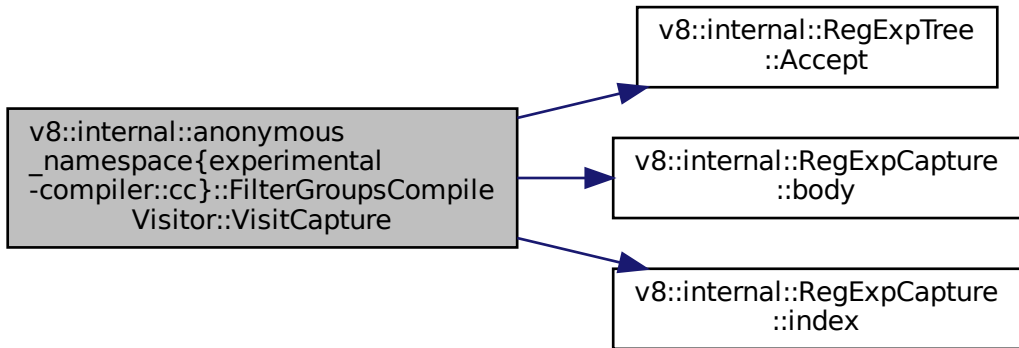 v8::internal::anonymous
_namespace{experimental
-compiler::cc}::FilterGroupsCompile
Visitor::VisitCapture
v8::internal::RegExpTree
::Accept
v8::internal::RegExpCapture
::body
v8::internal::RegExpCapture
::index